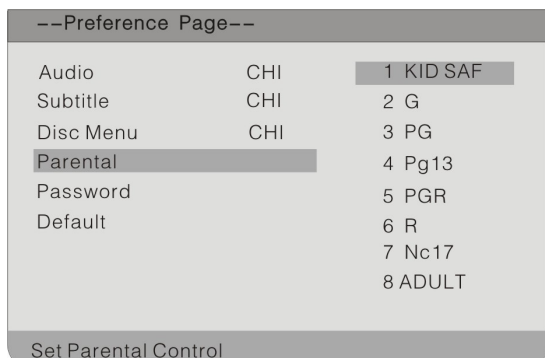 --Preference Page--
Audio CHI
Subtitle CHI
Disc Menu CHI
Parental
Password
Default
1 KID SAF
2 G
3 PG
4 Pg13
5 PGR
6 R
7 Nc17
8 ADULT
Set Parental Control